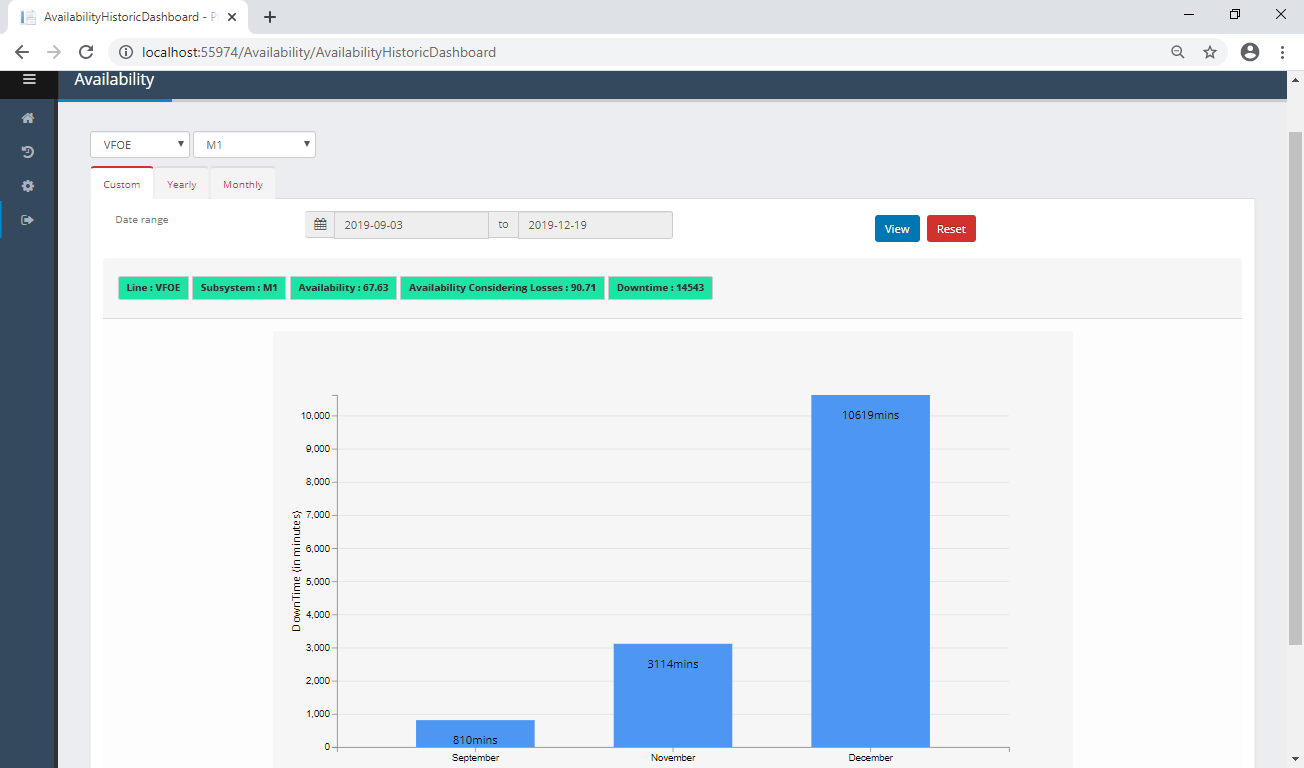 AvailabilityHistoricDashboard - P
localhost:55974/Availability/AvailabilityHistoricDashboard
Availability
VFOE M1
Custom Yearly Monthly
Date range 2019-09-03 to 2019-12-19 View Reset
Line : VFOE Subsystem : M1 Availability : 67.63 Availability Considering Losses : 90.71 Downtime : 14543
DownTime (in minutes)
10,000
9,000
8,000
7,000
6,000
5,000
4,000
3,000
2,000
1,000
0
10619mins
3114mins
810mins
September November December